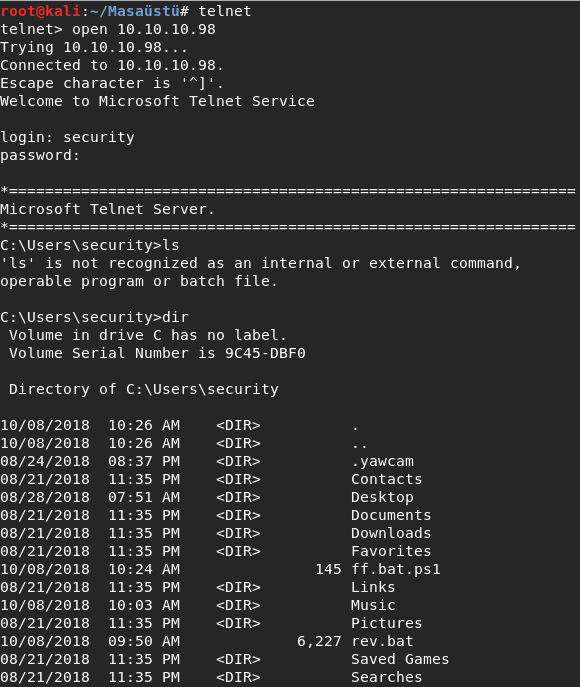 root@kali:~/Masaüstü# telnet
telnet> open 10.10.10.98
Trying 10.10.10.98...
Connected to 10.10.10.98.
Escape character is '^]'.
Welcome to Microsoft Telnet Service

login: security
password:

*===============================================================
Microsoft Telnet Server.
*===============================================================
C:\Users\security>ls
'ls' is not recognized as an internal or external command,
operable program or batch file.

C:\Users\security>dir
 Volume in drive C has no label.
 Volume Serial Number is 9C45-DBF0

 Directory of C:\Users\security

10/08/2018  10:26 AM    <DIR>          .
10/08/2018  10:26 AM    <DIR>          ..
08/24/2018  08:37 PM    <DIR>          .yawcam
08/21/2018  11:35 PM    <DIR>          Contacts
08/28/2018  07:51 AM    <DIR>          Desktop
08/21/2018  11:35 PM    <DIR>          Documents
08/21/2018  11:35 PM    <DIR>          Downloads
08/21/2018  11:35 PM    <DIR>          Favorites
10/08/2018  10:24 AM               145 ff.bat.ps1
08/21/2018  11:35 PM    <DIR>          Links
10/08/2018  10:03 AM    <DIR>          Music
08/21/2018  11:35 PM    <DIR>          Pictures
10/08/2018  09:50 AM             6,227 rev.bat
08/21/2018  11:35 PM    <DIR>          Saved Games
08/21/2018  11:35 PM    <DIR>          Searches